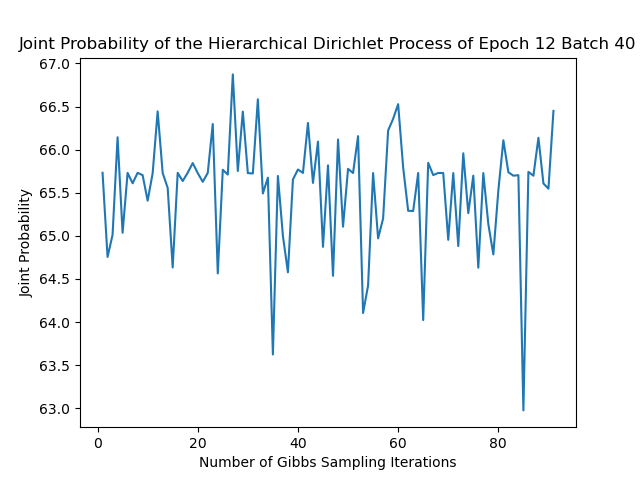 Joint Probability of the Hierarchical Dirichlet Process of Epoch 12 Batch 40
67.0
66.5
66.0
65.5
65.0
64.5
64.0
63.5
63.0
Joint Probability
0 20 40 60 80
Number of Gibbs Sampling Iterations